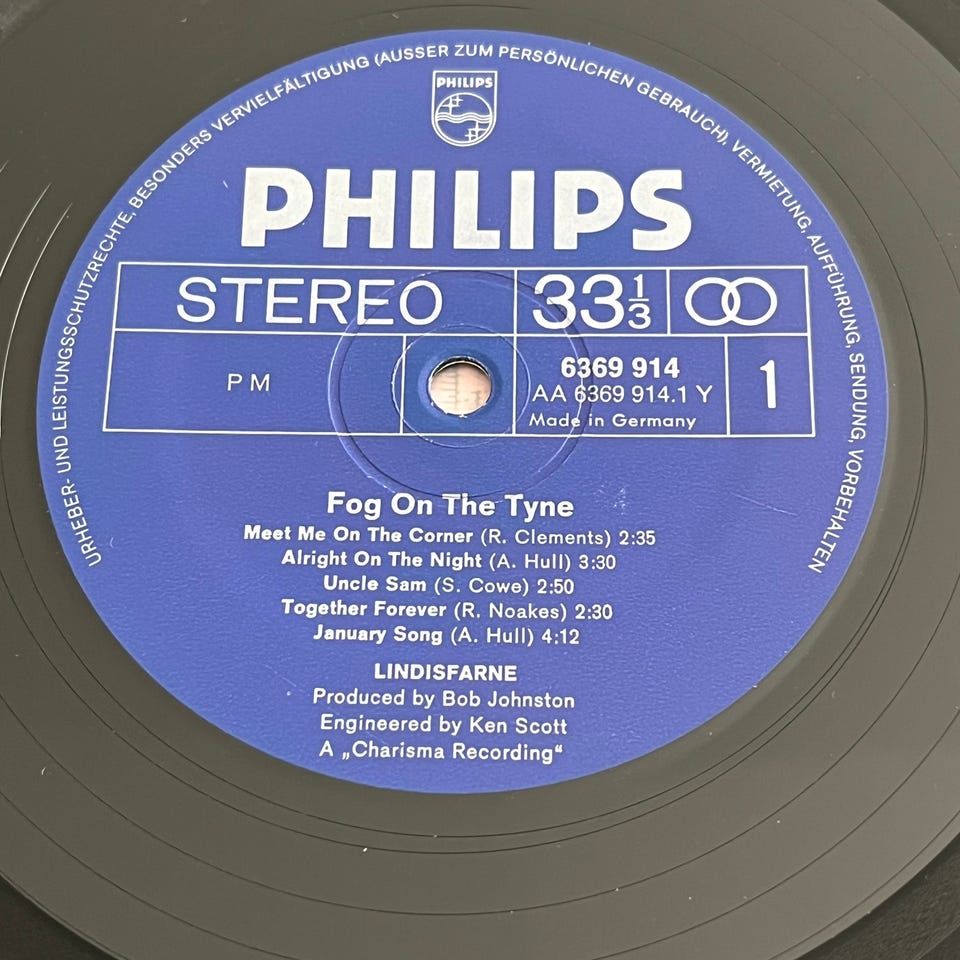 URHEBER- UND LEISTUNGSSCHUTZRECHTE, BESONDERS VERVIELFÄLTIGUNG (AUSSER ZUM PERSÖNLICHEN GEBRAUCH), VERMIETUNG, AUFFÜHRUNG, SENDUNG, VORBEHALTEN
PHILIPS
PHILIPS
STEREO 33 1/3
PM 6369 914 1
AA 6369 914.1 Y
Made in Germany
Fog On The Tyne
Meet Me On The Corner (R. Clements) 2:35
Alright On The Night (A. Hull) 3:30
Uncle Sam (S. Cowe) 2:50
Together Forever (R. Noakes) 2:30
January Song (A. Hull) 4:12
LINDISFARNE
Produced by Bob Johnston
Engineered by Ken Scott
A „Charisma Recording“